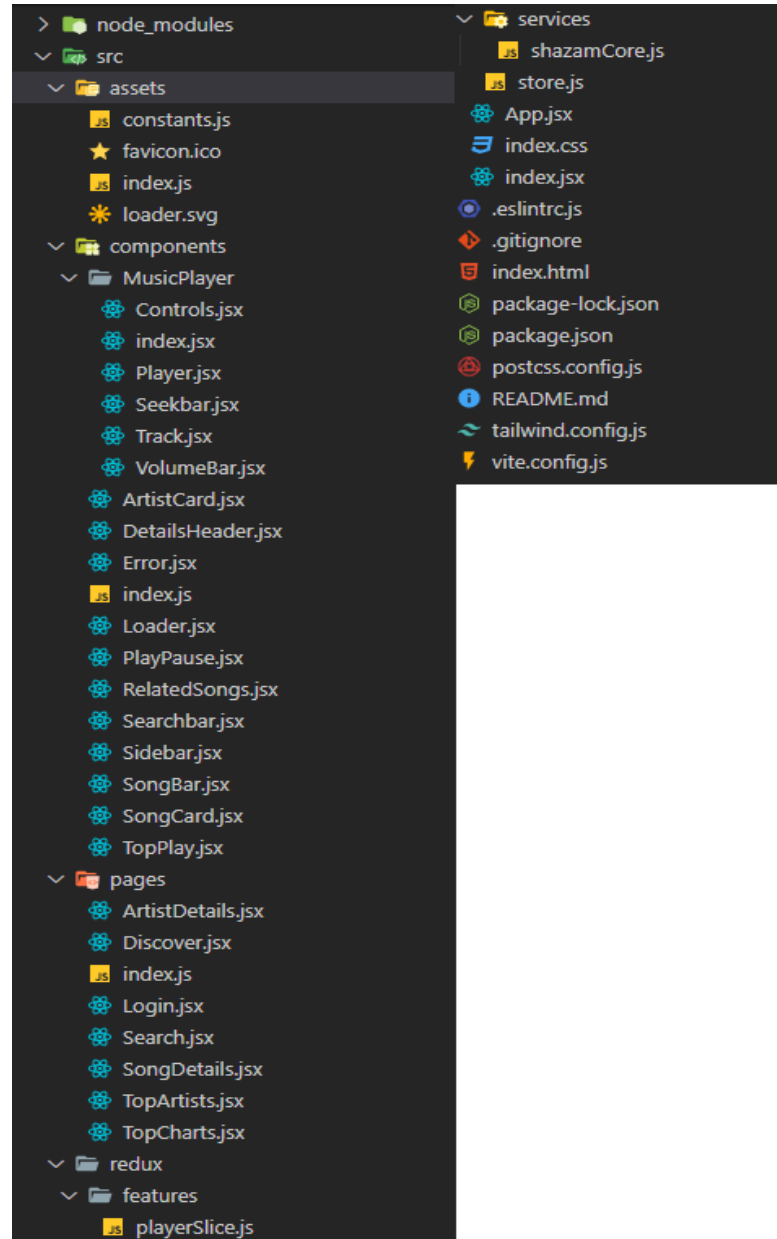 node_modules
src
assets
constants.js
favicon.ico
index.js
loader.svg
components
MusicPlayer
Controls.jsx
index.jsx
Player.jsx
Seekbar.jsx
Track.jsx
VolumeBar.jsx
ArtistCard.jsx
DetailsHeader.jsx
Error.jsx
index.js
Loader.jsx
PlayPause.jsx
RelatedSongs.jsx
Searchbar.jsx
Sidebar.jsx
SongBar.jsx
SongCard.jsx
TopPlay.jsx
pages
ArtistDetails.jsx
Discover.jsx
index.js
Login.jsx
Search.jsx
SongDetails.jsx
TopArtists.jsx
TopCharts.jsx
redux
features
playerSlice.js
services
shazamCore.js
store.js
App.jsx
index.css
index.jsx
.eslintrc.js
.gitignore
index.html
package-lock.json
package.json
postcss.config.js
README.md
tailwind.config.js
vite.config.js